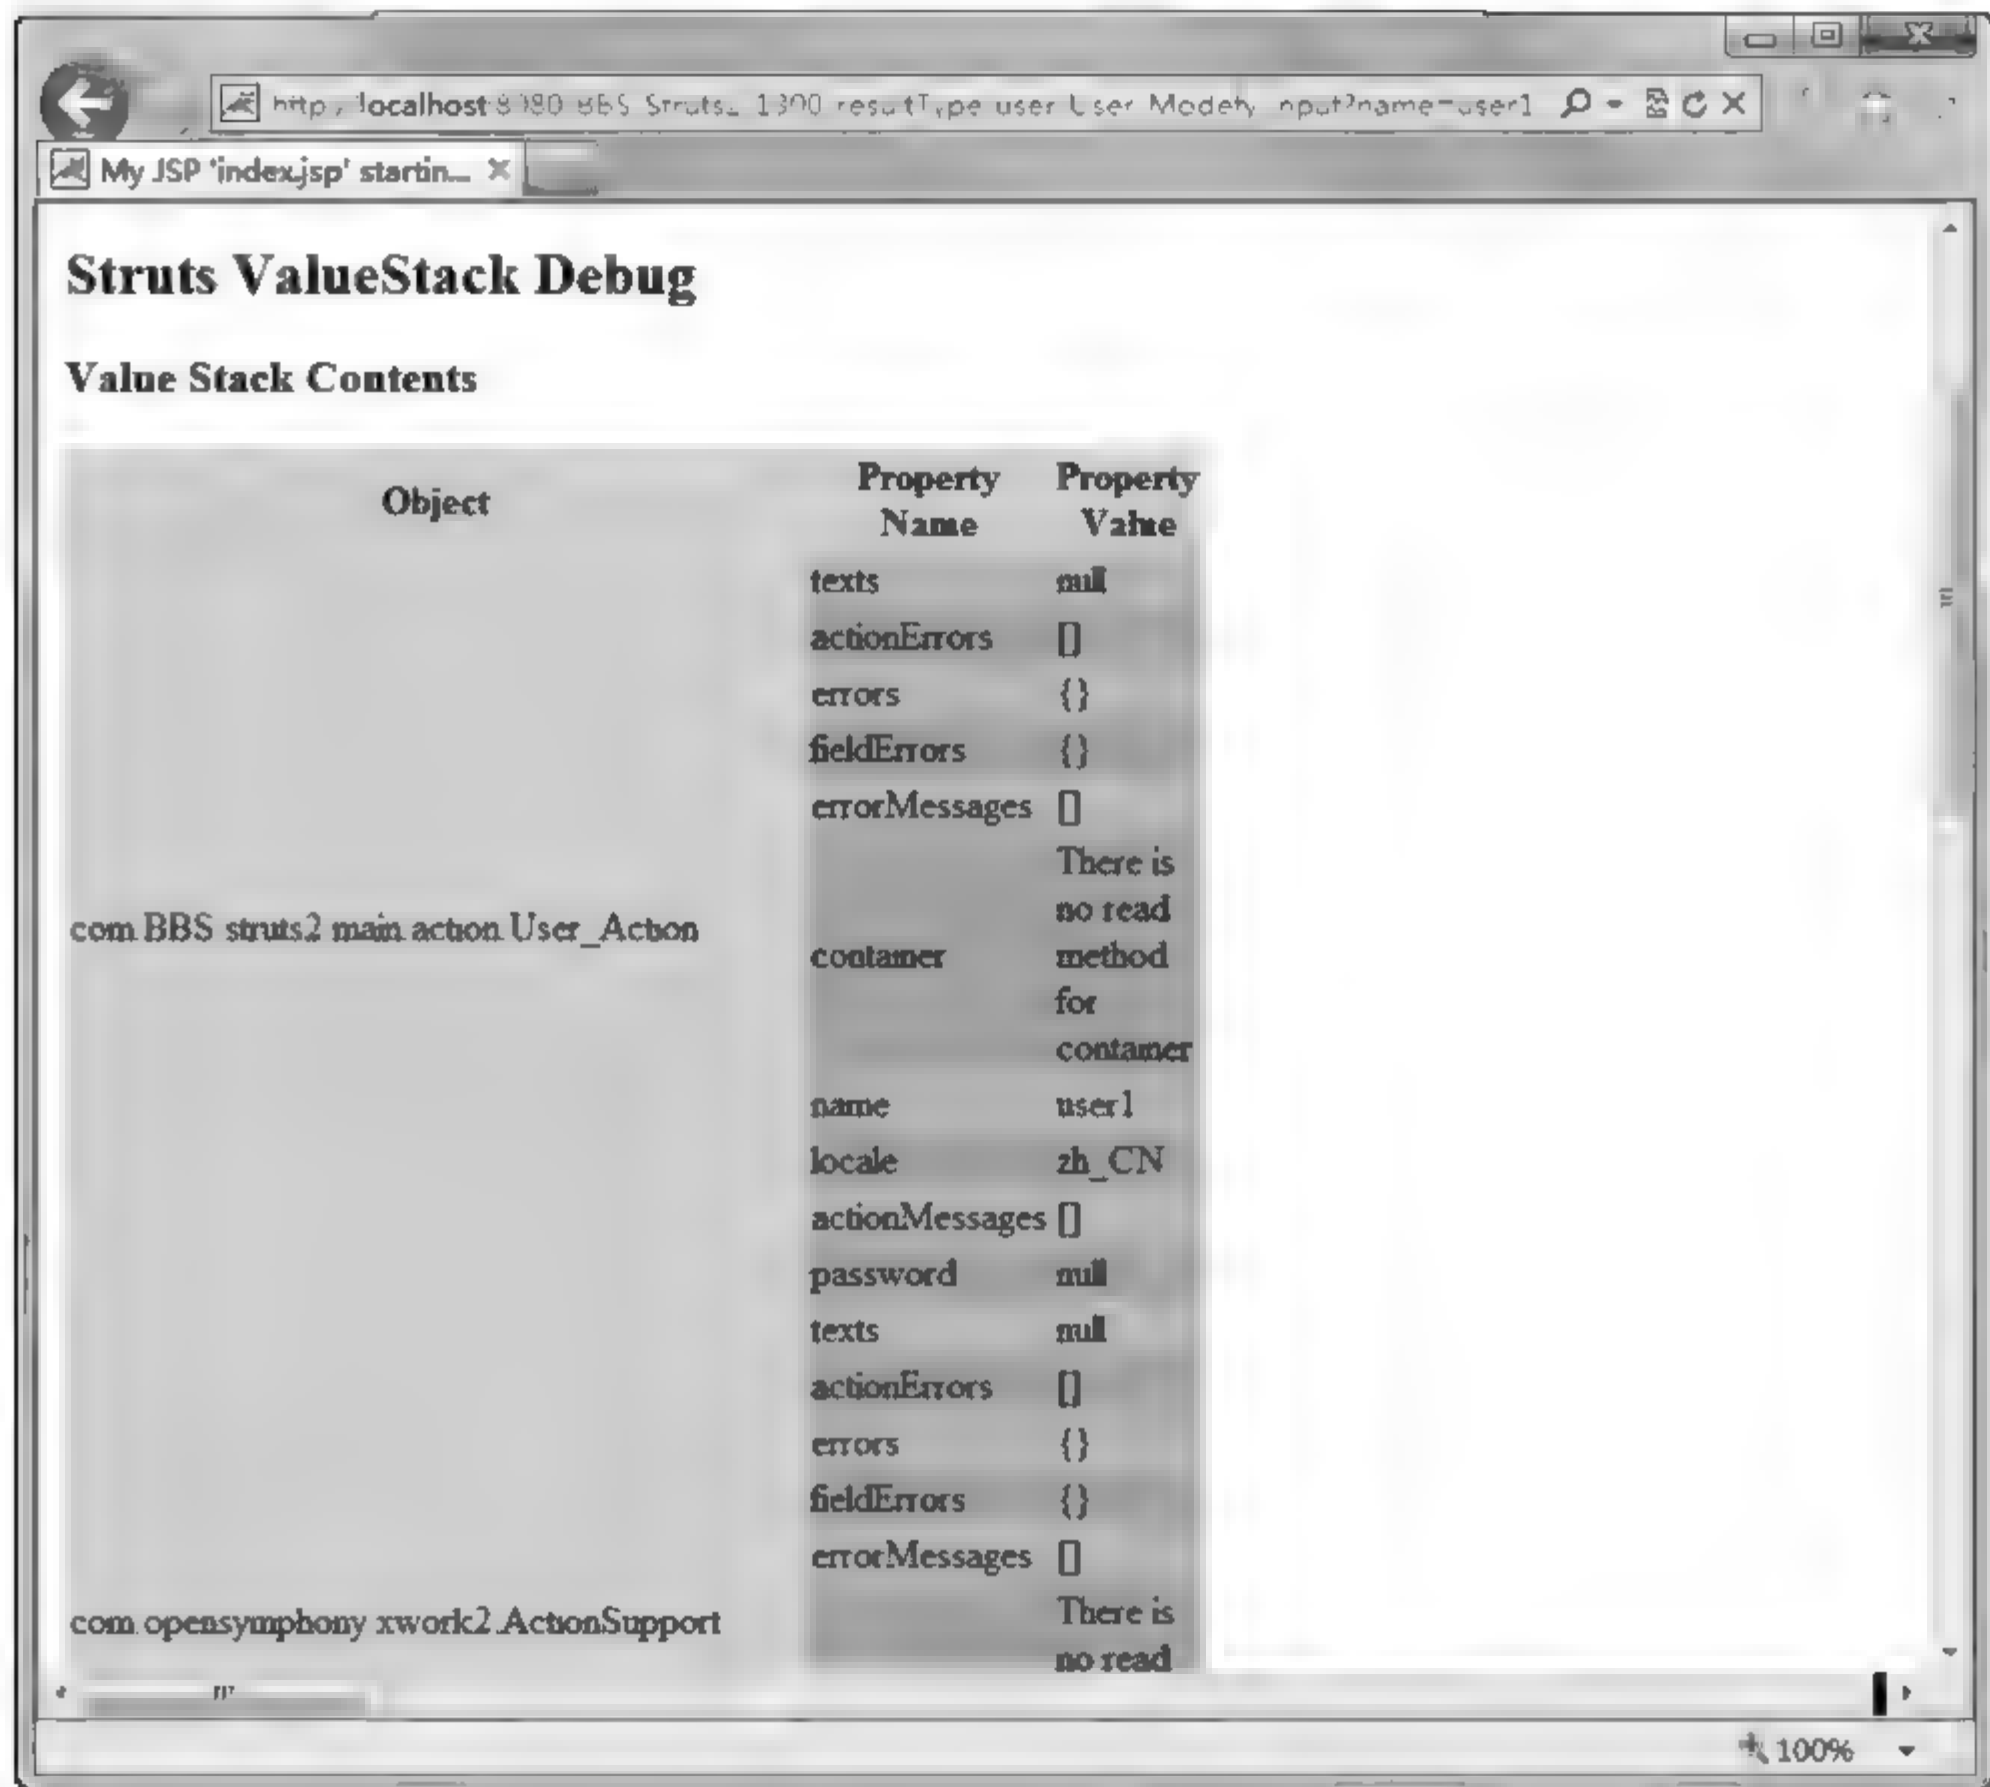 localhost
name=user1
My JSP 'index.jsp' startin...
Struts ValueStack Debug
Value Stack Contents
Object
Property Name
Property Value
texts null
actionErrors []
errors {}
fieldErrors {}
errorMessages []
com.BBS struts2 main action User_Action
container
There is
no read
method
for
container
name user1
locale zh_CN
actionMessages []
password null
texts null
actionErrors []
errors {}
fieldErrors {}
errorMessages []
com.opensymphony xwork2.ActionSupport
There is
no read
100%